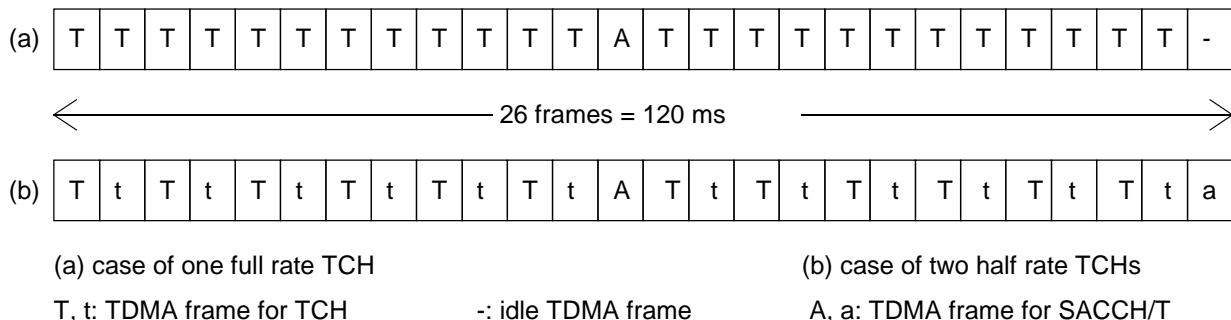 (a) T T T T T T T T T T T T A T T T T T T T T T T T T -
26 frames = 120 ms
(b) T t T t T t T t T t T t A T t T t T t T t T t T t a
(a) case of one full rate TCH (b) case of two half rate TCHs
T, t: TDMA frame for TCH -: idle TDMA frame A, a: TDMA frame for SACCH/T